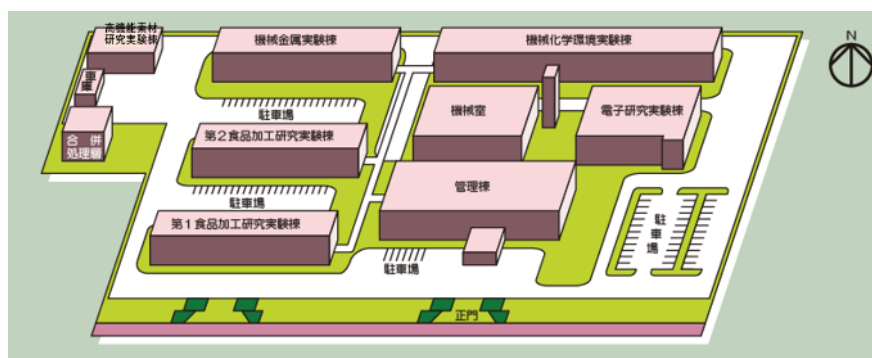 高機能素材
研究実験棟
機械金属実験棟
機械化学環境実験棟
N
車庫
駐車場
機械室
電子研究実験棟
合併
処理槽
第2食品加工研究実験棟
管理棟
駐車場
駐車場
第1食品加工研究実験棟
駐車場
正門